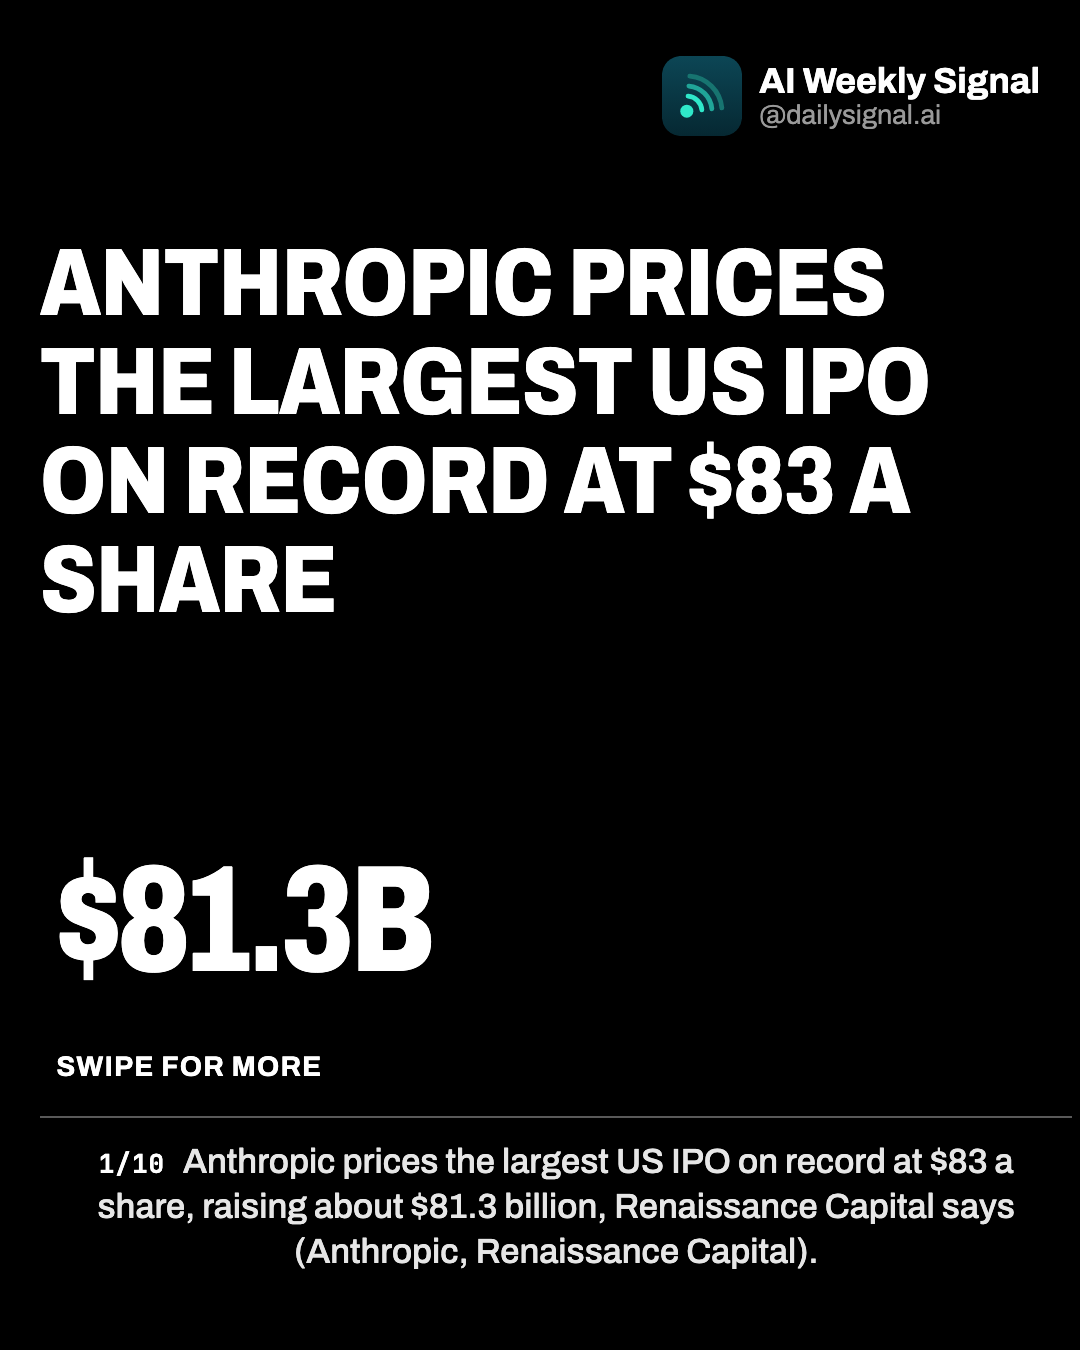 AI Weekly Signal
@dailysignal.ai
ANTHROPIC PRICES
THE LARGEST US IPO
ON RECORD AT $83 A
SHARE
$81.3B
SWIPE FOR MORE
1/10 Anthropic prices the largest US IPO on record at $83 a
share, raising about $81.3 billion, Renaissance Capital says
(Anthropic, Renaissance Capital).